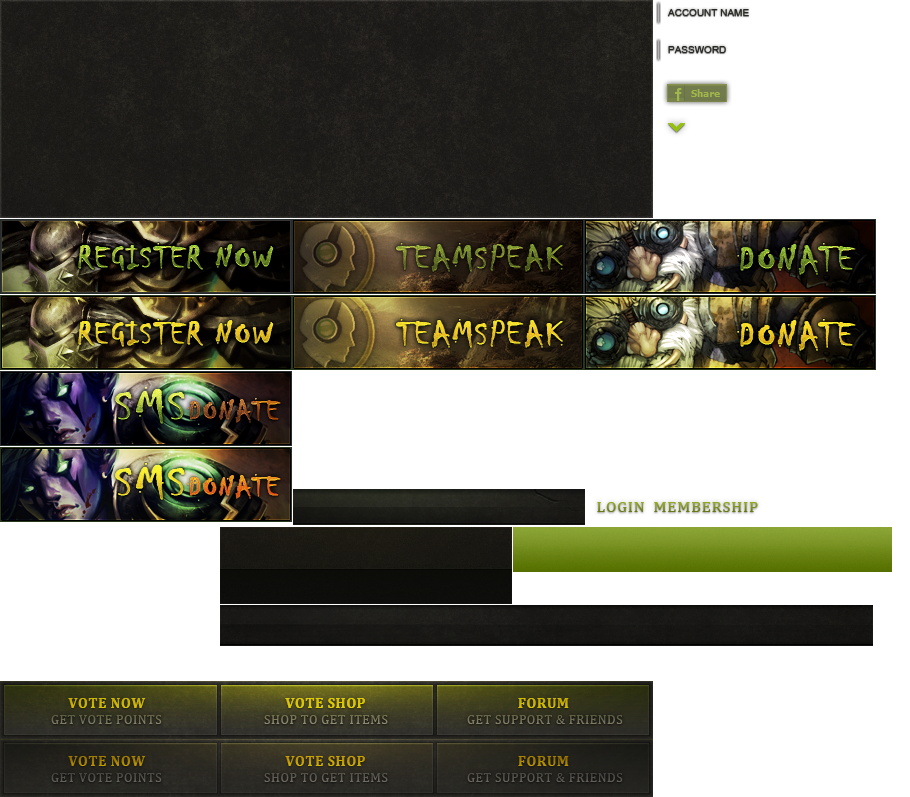 ACCOUNT NAME
PASSWORD
f Share
REGISTER NOW TEAMSPEAK DONATE
REGISTER NOW TEAMSPEAK DONATE
SMS DONATE
SMS DONATE
LOGIN MEMBERSHIP
VOTE NOW VOTE SHOP FORUM
GET VOTE POINTS SHOP TO GET ITEMS GET SUPPORT & FRIENDS
VOTE NOW VOTE SHOP FORUM
GET VOTE POINTS SHOP TO GET ITEMS GET SUPPORT & FRIENDS